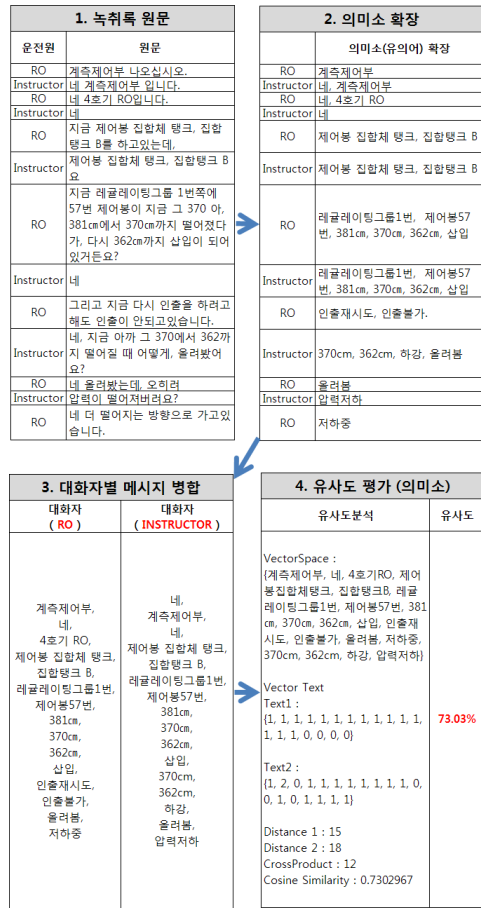 1. 녹취록 원문
운전원
원문
RO
계측제어부 나오십시오.
Instructor
네 계측제어부 입니다.
RO
네 4호기 RO입니다.
Instructor
네
RO
지금 제어봉 집합체 탱크, 집합
탱크 B를 하고있는데,
Instructor
제어봉 집합체 탱크, 집합탱크 B
요
RO
지금 레귤레이팅그룹 1번쪽에
57번 제어봉이 지금 그 370 아,
381㎝에서 370㎝까지 떨어졌다
가, 다시 362㎝까지 삽입이 되어
있거든요?
Instructor
네
RO
그리고 지금 다시 인출을 하려고
해도 인출이 안되고있습니다.
Instructor
네, 지금 아까 그 370에서 362까
지 떨어질 때 어떻게, 올려봤어
요?
RO
네 올려봤는데, 오히려
Instructor
압력이 떨어져버려요?
RO
네 더 떨어지는 방향으로 가고있
습니다.
2. 의미소 확장
의미소(유의어) 확장
RO
계측제어부
Instructor
네, 계측제어부
RO
네, 4호기 RO
Instructor
네
RO
제어봉 집합체 탱크, 집합탱크 B
Instructor
제어봉 집합체 탱크, 집합탱크 B
RO
레귤레이팅그룹1번, 제어봉57
번, 381㎝, 370㎝, 362㎝, 삽입
Instructor
레귤레이팅그룹1번, 제어봉57
번, 381㎝, 370㎝, 362㎝, 삽입
RO
인출재시도, 인출불가.
Instructor
370cm, 362cm, 하강, 올려봄
RO
올려봄
Instructor
압력저하
RO
저하중
3. 대화자별 메시지 병합
대화자
( RO )
대화자
( INSTRUCTOR )
계측제어부,
네,
4호기 RO,
제어봉 집합체 탱크,
집합탱크 B,
레귤레이팅그룹1번,
제어봉57번,
381㎝,
370㎝,
362㎝,
삽입,
인출재시도,
인출불가,
올려봄,
저하중
네,
계측제어부,
네,
제어봉 집합체 탱크,
집합탱크 B,
레귤레이팅그룹1번,
제어봉57번,
381㎝,
370㎝,
362㎝,
삽입,
370cm,
362cm,
하강,
올려봄,
압력저하
4. 유사도 평가 (의미소)
유사도분석
유사도
VectorSpace :
{계측제어부, 네, 4호기RO, 제어
봉집합체탱크, 집합탱크B, 레귤
레이팅그룹1번, 제어봉57번, 381
㎝, 370㎝, 362㎝, 삽입, 인출재
시도, 인출불가, 올려봄, 저하중,
370cm, 362cm, 하강, 압력저하}
Vector Text
Text1 :
{1, 1, 1, 1, 1, 1, 1, 1, 1, 1, 1, 1,
1, 1, 1, 0, 0, 0, 0}
Text2 :
{1, 2, 0, 1, 1, 1, 1, 1, 1, 1, 1, 0,
0, 1, 0, 1, 1, 1, 1}
Distance 1 : 15
Distance 2 : 18
CrossProduct : 12
Cosine Similarity : 0.7302967
73.03%